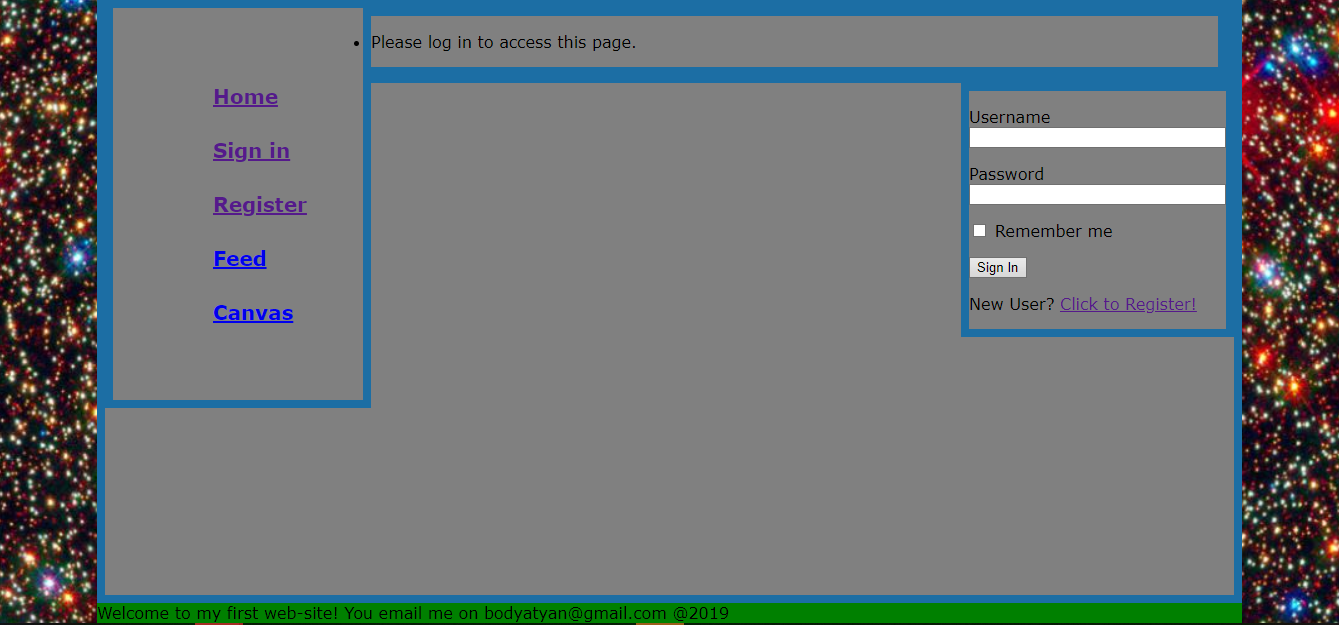 Please log in to access this page.
Home
Sign in
Register
Feed
Canvas
Username
Password
Remember me
Sign In
New User? Click to Register!
Welcome to my first web-site! You email me on bodyatyan@gmail.com @2019